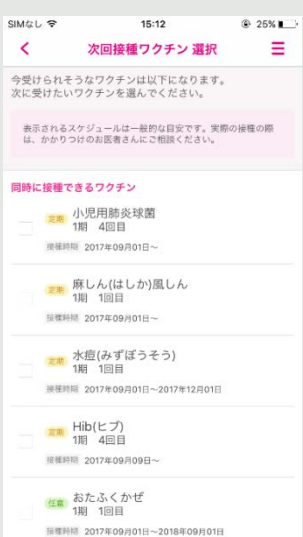 SIMなし 15:12 25%
次回接種ワクチン 選択
今受けられそうなワクチンは以下になります。
次に受けたいワクチンを選んでください。
表示されるスケジュールは一般的な目安です。実際の接種の際
は、かかりつけのお医者さんにご相談ください。
同時に接種できるワクチン
定期 小児用肺炎球菌
1期 4回目
接種時期 2017年09月01日～
定期 麻しん(はしか)風しん
1期 1回目
接種時期 2017年09月01日～
定期 水痘(みずぼうそう)
1期 1回目
接種時期 2017年09月01日～2017年12月01日
定期 Hib(ヒブ)
1期 4回目
接種時期 2017年09月09日～
任意 おたふくかぜ
1期 1回目
接種時期 2017年09月01日～2018年09月01日